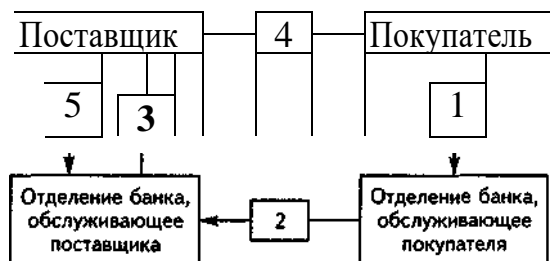 Поставщик 4 Покупатель
5 3 1
Отделение банка,
обслуживающее
поставщика
2
Отделение банка,
обслуживающее
покупателя